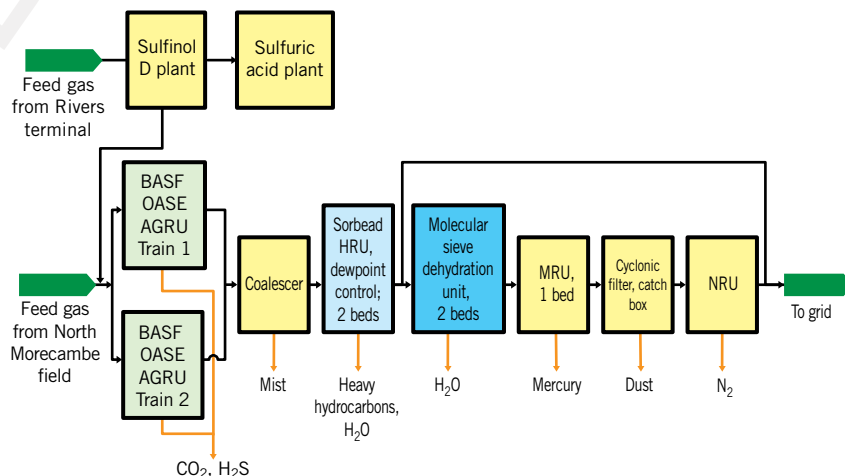 Sulfinol
D plant
Sulfuric
acid plant
Feed gas
from Rivers
terminal
BASF
OASE
AGRU
Train 1
BASF
OASE
AGRU
Train 2
Feed gas
from North
Morecambe
field
Coalescer
Sorbead
HRU,
dewpoint
control;
2 beds
Molecular
sieve
dehydration
unit,
2 beds
MRU,
1 bed
Cyclonic
filter, catch
box
NRU
To grid
Mist
Heavy
hydrocarbons,
H₂O
H₂O
Mercury
Dust
N₂
CO₂, H₂S